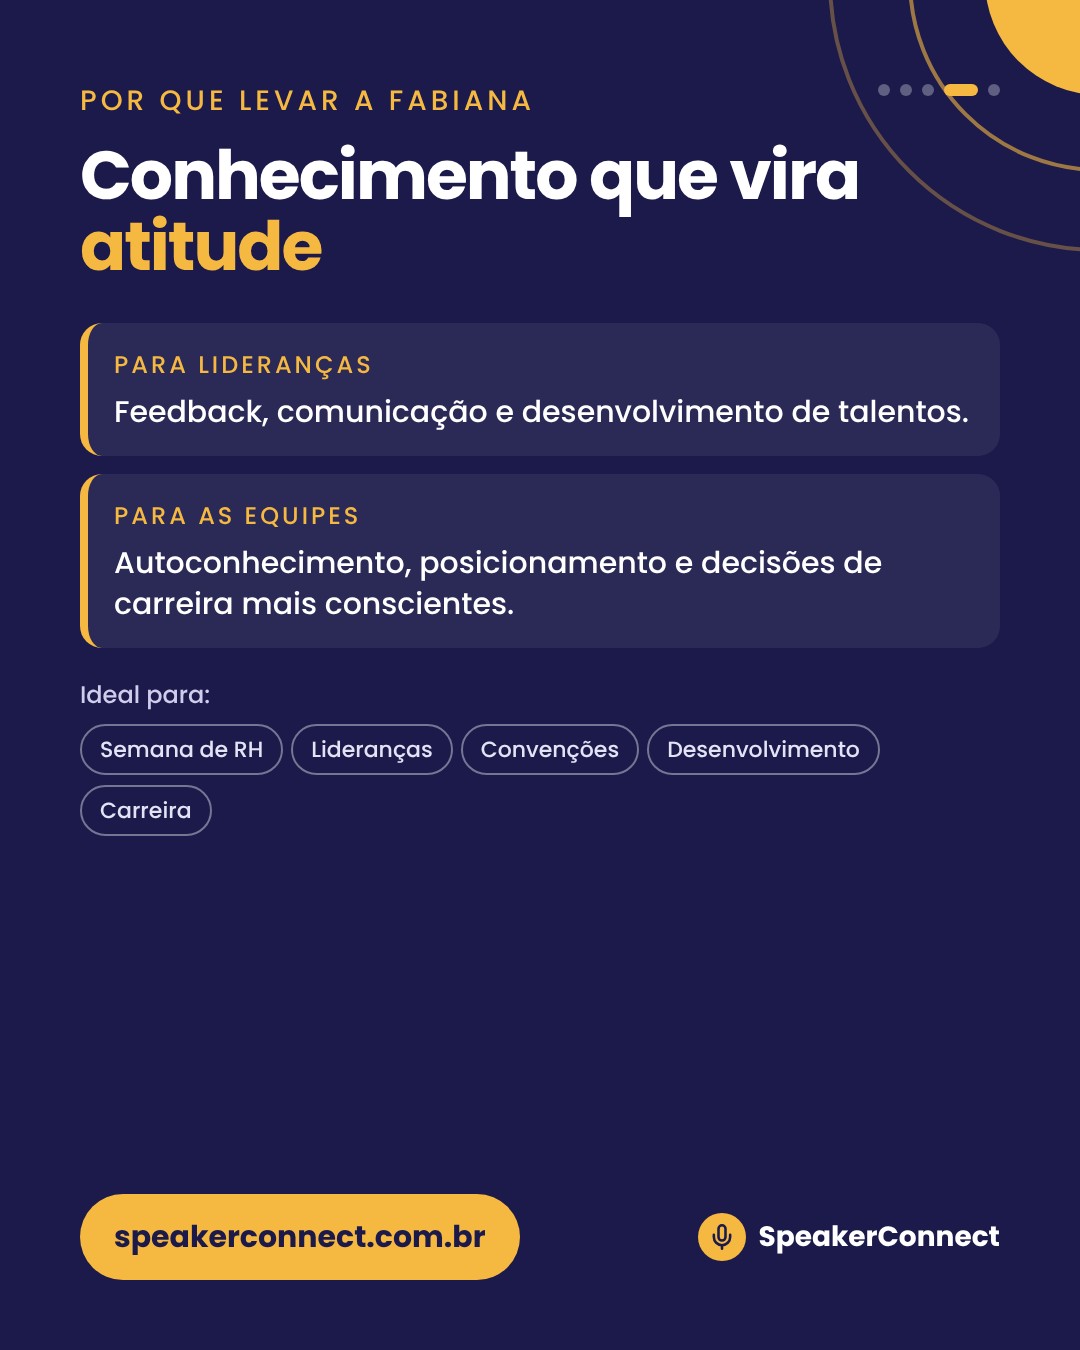 POR QUE LEVAR A FABIANA
Conhecimento que vira
atitude
PARA LIDERANÇAS
Feedback, comunicação e desenvolvimento de talentos.
PARA AS EQUIPES
Autoconhecimento, posicionamento e decisões de
carreira mais conscientes.
Ideal para:
Semana de RH Lideranças Convenções Desenvolvimento
Carreira
speakerconnect.com.br SpeakerConnect